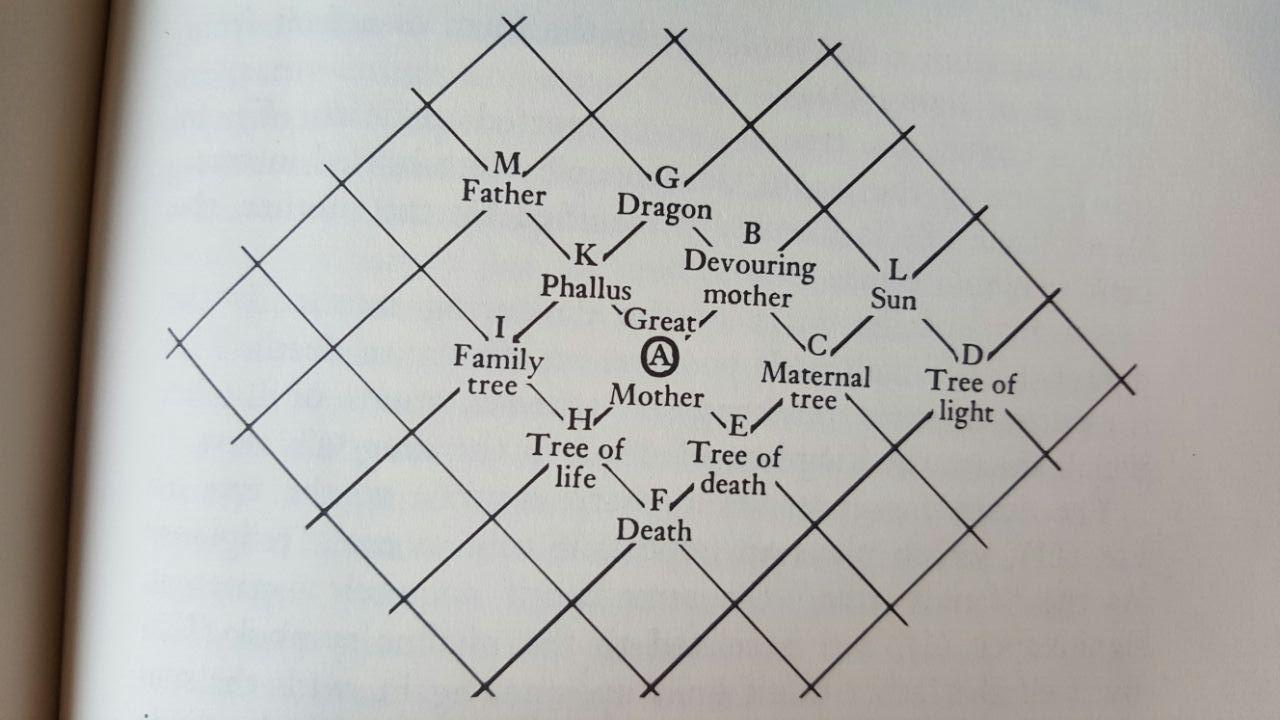 M
Father
G
Dragon
B
Devouring
mother
K
Phallus
L
Sun
Great
A
Mother
I
Family
tree
C
Maternal
tree
D
Tree of
light
H
Tree of
life
E
Tree of
death
F
Death